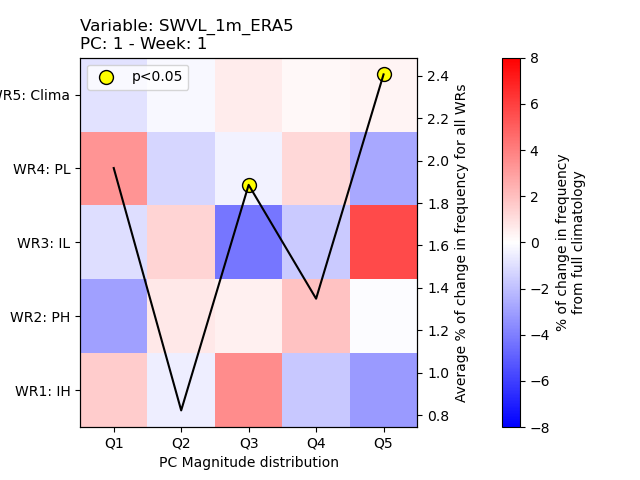 Variable: SWVL_1m_ERA5
PC: 1 - Week: 1
p<0.05
WR5: Clima
WR4: PL
WR3: IL
WR2: PH
WR1: IH
Q1 Q2 Q3 Q4 Q5
PC Magnitude distribution
2.4
2.2
2.0
1.8
1.6
1.4
1.2
1.0
0.8
Average % of change in frequency for all WRs
8
6
4
2
0
−2
−4
−6
−8
% of change in frequency
from full climatology